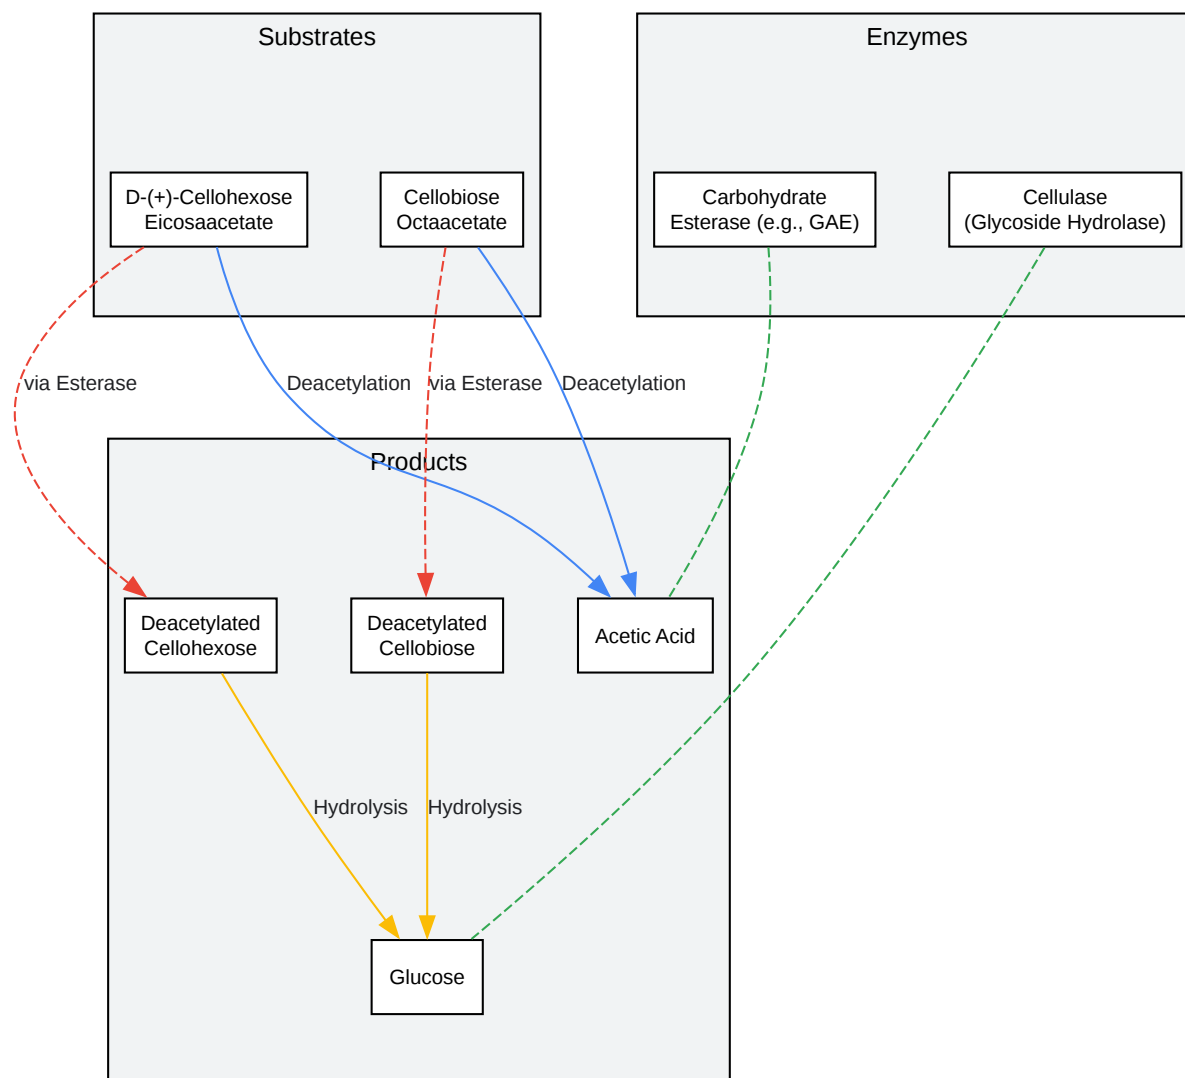 Substrates
Enzymes
D-(+)-Cellohexose
Eicosaacetate
Cellobiose
Octaacetate
Carbohydrate
Esterase (e.g., GAE)
Cellulase
(Glycoside Hydrolase)
via Esterase
Deacetylation
via Esterase
Deacetylation
Products
Deacetylated
Cellohexose
Deacetylated
Cellobiose
Acetic Acid
Hydrolysis
Hydrolysis
Glucose